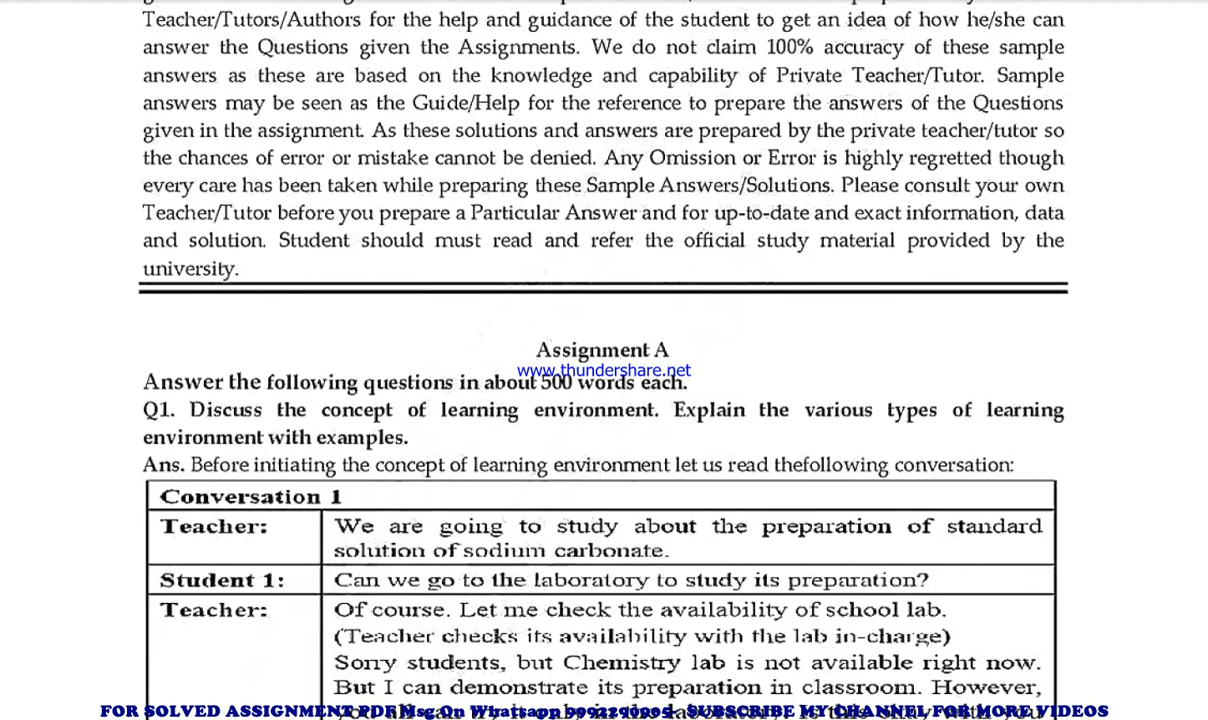 Teacher/Tutors/Authors for the help and guidance of the student to get an idea of how he/she can
answer the Questions given the Assignments. We do not claim 100% accuracy of these sample
answers as these are based on the knowledge and capability of Private Teacher/Tutor. Sample
answers may be seen as the Guide/Help for the reference to prepare the answers of the Questions
given in the assignment. As these solutions and answers are prepared by the private teacher/tutor so
the chances of error or mistake cannot be denied. Any Omission or Error is highly regretted though
every care has been taken while preparing these Sample Answers/Solutions. Please consult your own
Teacher/Tutor before you prepare a Particular Answer and for up-to-date and exact information, data
and solution. Student should must read and refer the official study material provided by the
university.
Assignment A
www.thundershare.net
Answer the following questions in about 500 words each.
Q1. Discuss the concept of learning environment. Explain the various types of learning
environment with examples.
Ans. Before initiating the concept of learning environment let us read thefollowing conversation:
Conversation 1
Teacher: We are going to study about the preparation of standard
solution of sodium carbonate.
Student 1: Can we go to the laboratory to study its preparation?
Teacher: Of course. Let me check the availability of school lab.
(Teacher checks its availability with the lab in-charge)
Sorry students, but Chemistry lab is not available right now.
But I can demonstrate its preparation in classroom. However,
FOR SOLVED ASSIGNMENT PDF Msg On Whatsapp 9992290905- SUBSCRIBE MY CHANNEL FOR MORE VIDEOS